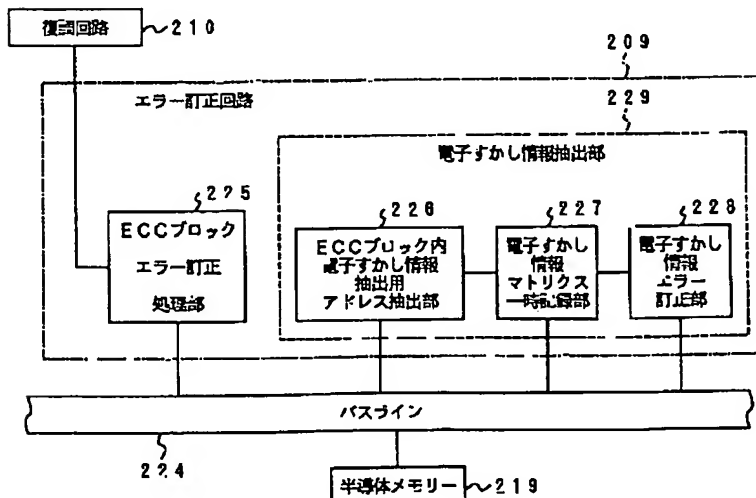 復調回路
210
209
エラー訂正回路
229
電子すかし情報抽出部
225
ECCブロック
エラー訂正
処理部
226
ECCブロック内
電子すかし情報
抽出用
アドレス抽出部
227
電子すかし
情報
マトリクス
一時記録部
228
電子すかし
情報
エラー
訂正部
バスライン
224
半導体メモリー
219